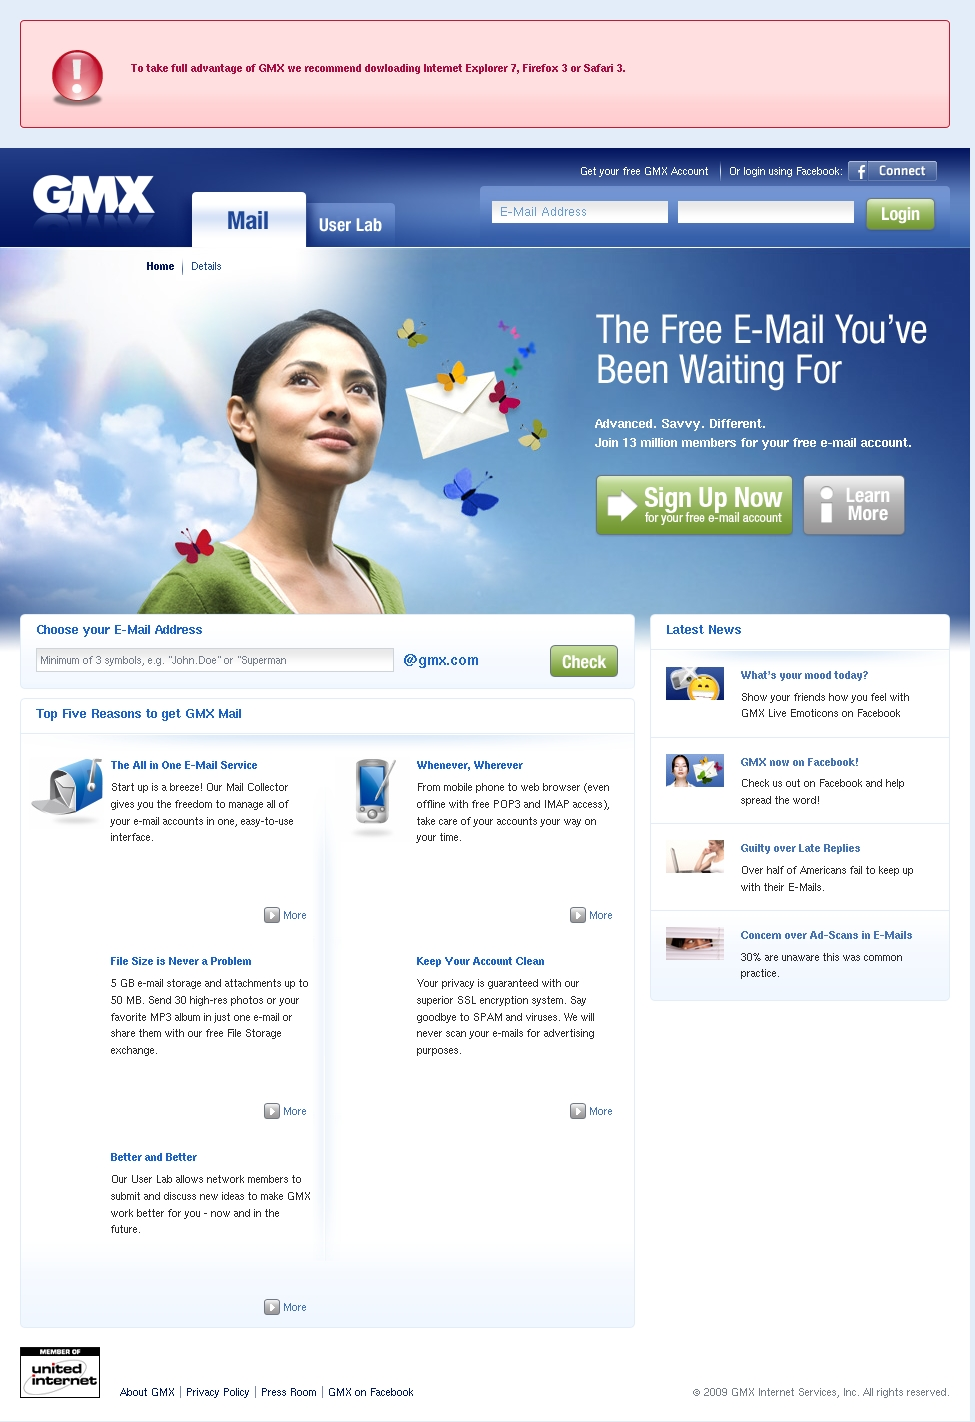 To take full advantage of GMX we recommend dowloading Internet Explorer 7, Firefox 3 or Safari 3.
Get your free GMX Account
Or login using Facebook:
Connect
GMX
Mail
User Lab
E-Mail Address
Login
Home
Details
The Free E-Mail You've
Been Waiting For
Advanced. Savvy. Different.
Join 13 million members for your free e-mail account.
Sign Up Now
for your free e-mail account
Learn
More
Choose your E-Mail Address
Minimum of 3 symbols, e.g. "John.Doe" or "Superman
@gmx.com
Check
Top Five Reasons to get GMX Mail
The All in One E-Mail Service
Start up is a breeze! Our Mail Collector
gives you the freedom to manage all of
your e-mail accounts in one, easy-to-use
interface.
More
Whenever, Wherever
From mobile phone to web browser (even
offline with free POP3 and IMAP access),
take care of your accounts your way on
your time.
More
File Size is Never a Problem
5 GB e-mail storage and attachments up to
50 MB. Send 30 high-res photos or your
favorite MP3 album in just one e-mail or
share them with our free File Storage
exchange.
More
Keep Your Account Clean
Your privacy is guaranteed with our
superior SSL encryption system. Say
goodbye to SPAM and viruses. We will
never scan your e-mails for advertising
purposes.
More
Better and Better
Our User Lab allows network members to
submit and discuss new ideas to make GMX
work better for you - now and in the
future.
More
Latest News
What's your mood today?
Show your friends how you feel with
GMX Live Emoticons on Facebook
GMX now on Facebook!
Check us out on Facebook and help
spread the word!
Guilty over Late Replies
Over half of Americans fail to keep up
with their E-Mails.
Concern over Ad-Scans in E-Mails
30% are unaware this was common
practice.
MEMBER OF
united
internet
About GMX | Privacy Policy | Press Room | GMX on Facebook
© 2009 GMX Internet Services, Inc. All rights reserved.